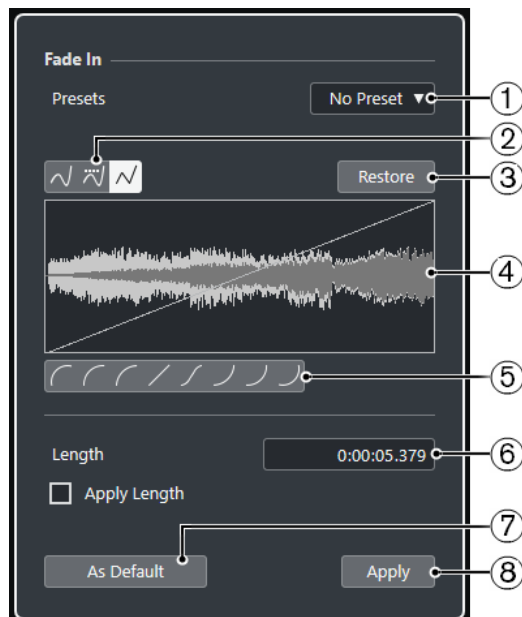 Fade In
Presets
No Preset ▼
①
②
Restore
③
④
⑤
Length
0:00:05.379
⑥
Apply Length
⑦
As Default
Apply
⑧